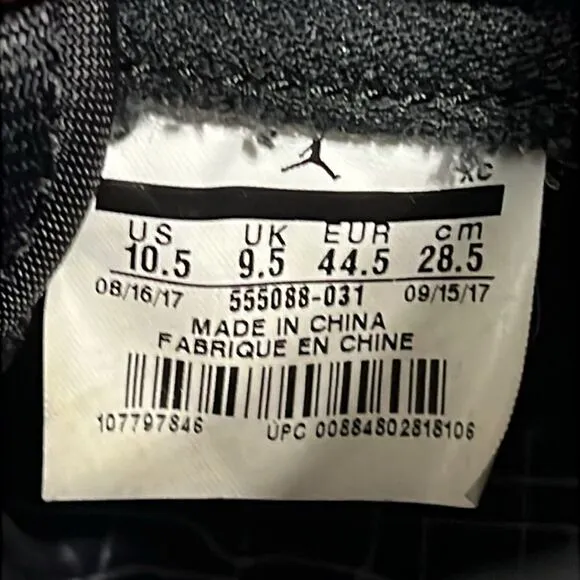 XC
US UK EUR cm
10.5 9.5 44.5 28.5
08/16/17 555088-031 09/15/17
MADE IN CHINA
FABRIQUE EN CHINE
107797846 UPC 00884802818106